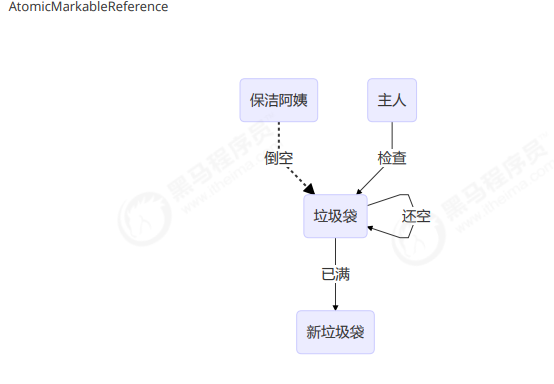 AtomicMarkableReference
保洁阿姨
主人
倒空
检查
垃圾袋
还空
已满
新垃圾袋
黑马程序员
www.itheima.com
黑马程序员
www.itheima.com